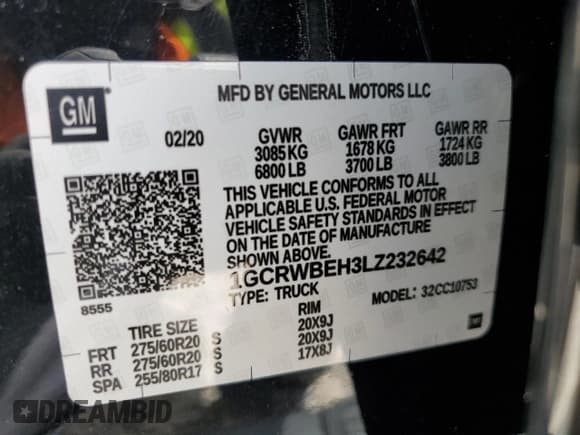 GM
MFD BY GENERAL MOTORS LLC
02/20 GVWR GAWR FRT GAWR RR
3085 KG 1678 KG 1724 KG
6800 LB 3700 LB 3800 LB
THIS VEHICLE CONFORMS TO ALL
APPLICABLE U.S. FEDERAL MOTOR
VEHICLE SAFETY STANDARDS IN EFFECT
ON THE DATE OF MANUFACTURE
SHOWN ABOVE.
1GCRWBEH3LZ232642
8555 TYPE: TRUCK MODEL: 32CC10753
TIRE SIZE RIM
FRT 275/60R20 S 20X9J
RR 275/60R20 S 20X9J
SPA 255/80R17 S 17X8J
GM
DREAMBID